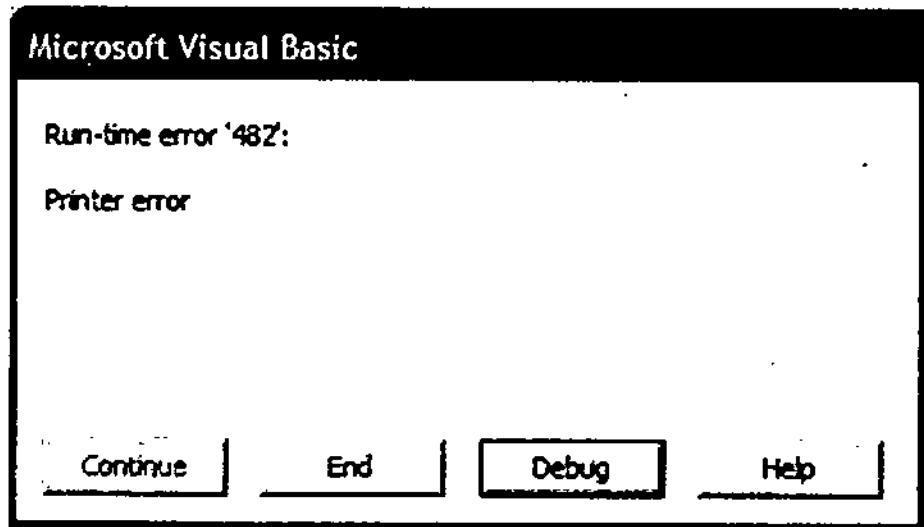 Microsoft Visual Basic
Run-time error '482':
Printer error
Continue End Debug Help